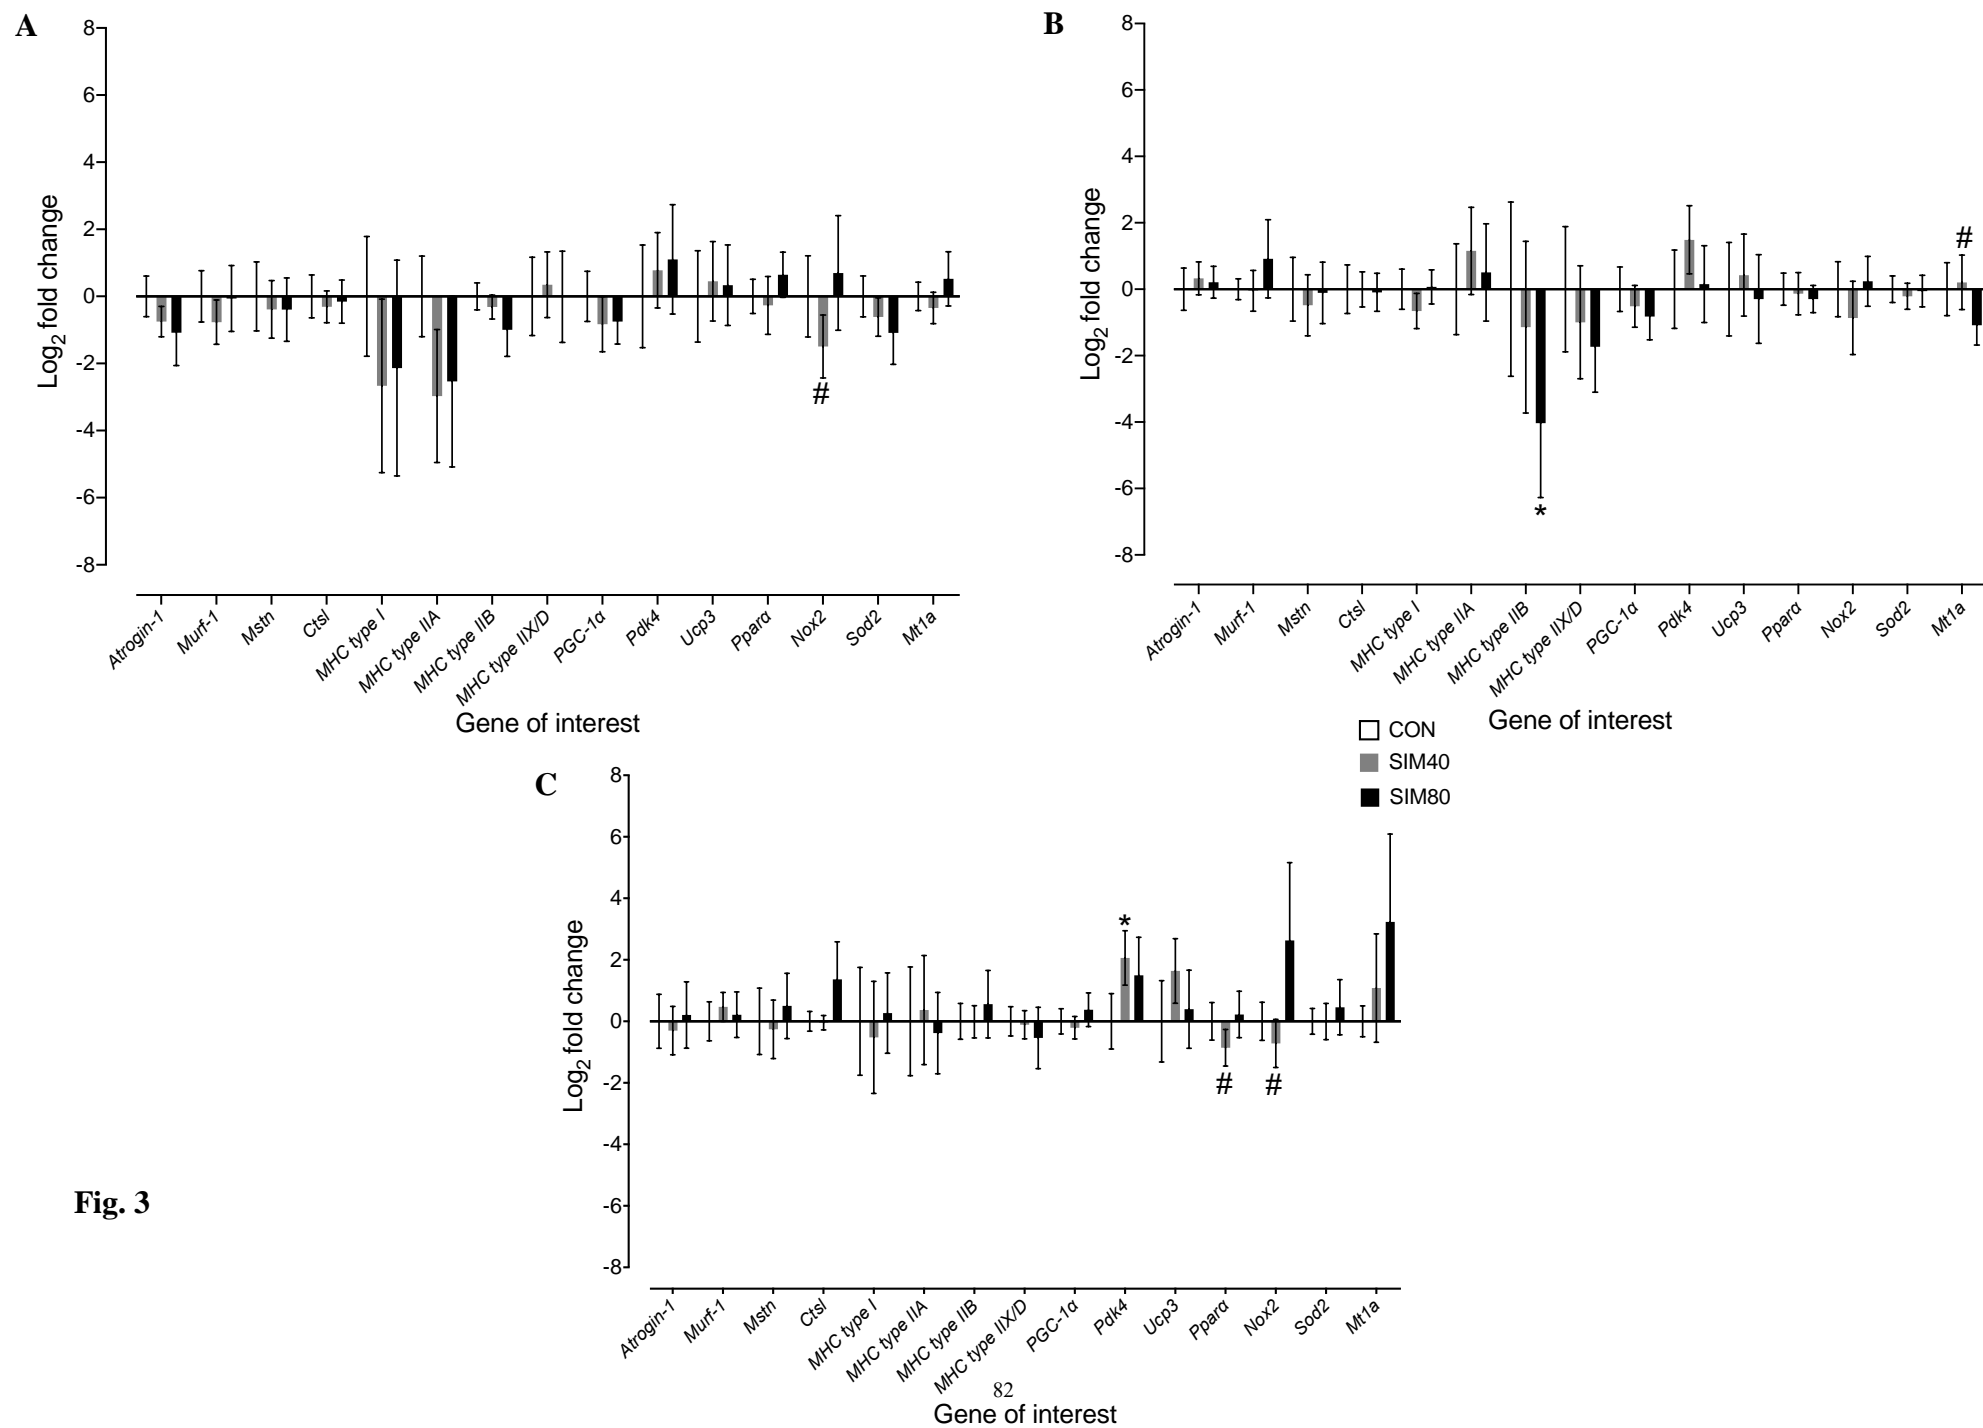 A
8
6
4
2
0
-2
-4
-6
-8
Log2 fold change
Atrogin-1
Murf-1
Mstn
Ctsl
MHC type I
MHC type IIA
MHC type IIB
MHC type IIX/D
PGC-1α
Pdk4
Ucp3
Pparα
Nox2
Sod2
Mt1a
#
Gene of interest
B
8
6
4
2
0
-2
-4
-6
-8
Log2 fold change
*
#
Atrogin-1
Murf-1
Mstn
Ctsl
MHC type I
MHC type IIA
MHC type IIB
MHC type IIX/D
PGC-1α
Pdk4
Ucp3
Pparα
Nox2
Sod2
Mt1a
Gene of interest
CON
SIM40
SIM80
C
8
6
4
2
0
-2
-4
-6
-8
Log2 fold change
*
#
#
Atrogin-1
Murf-1
Mstn
Ctsl
MHC type I
MHC type IIA
MHC type IIB
MHC type IIX/D
PGC-1α
Pdk4
Ucp3
Pparα
Nox2
Sod2
Mt1a
82
Gene of interest
Fig. 3